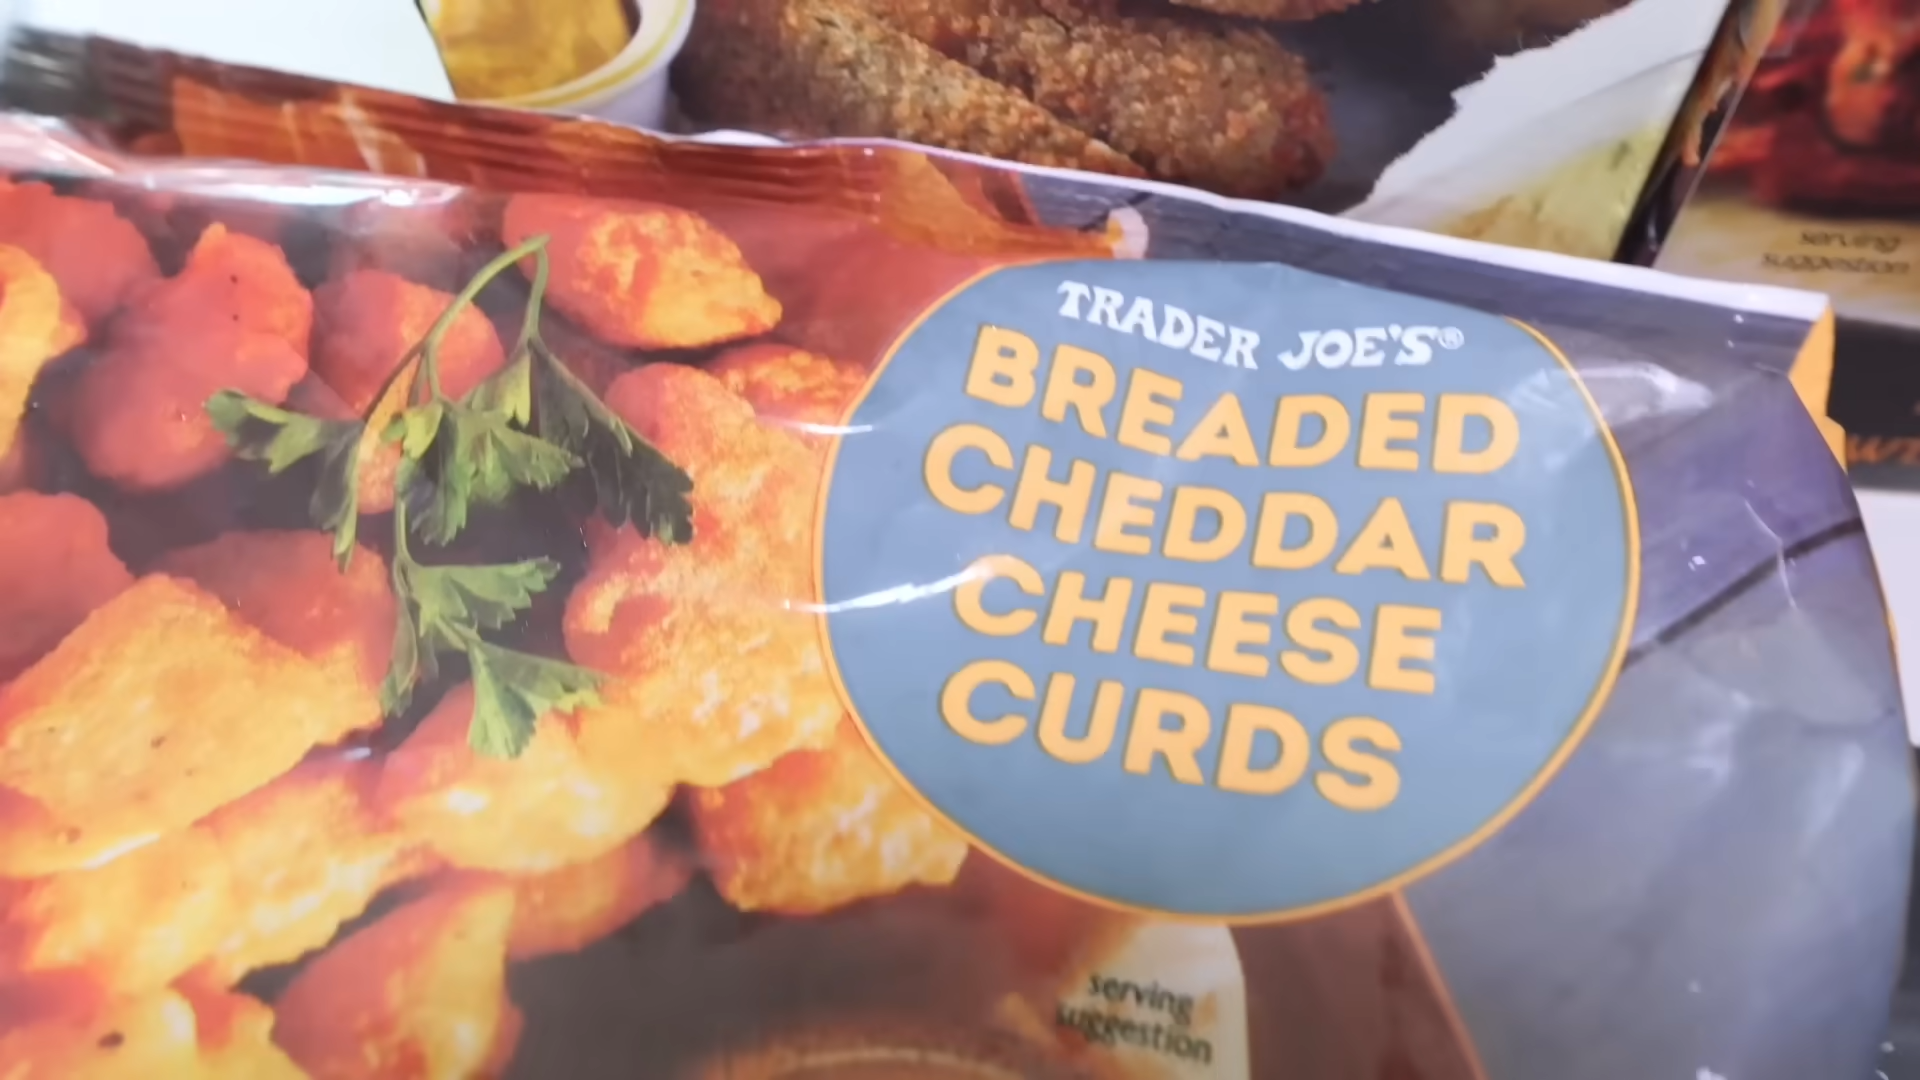 TRADER JOE'S®
BREADED
CHEDDAR
CHEESE
CURDS
serving
suggestion
serving
suggestion